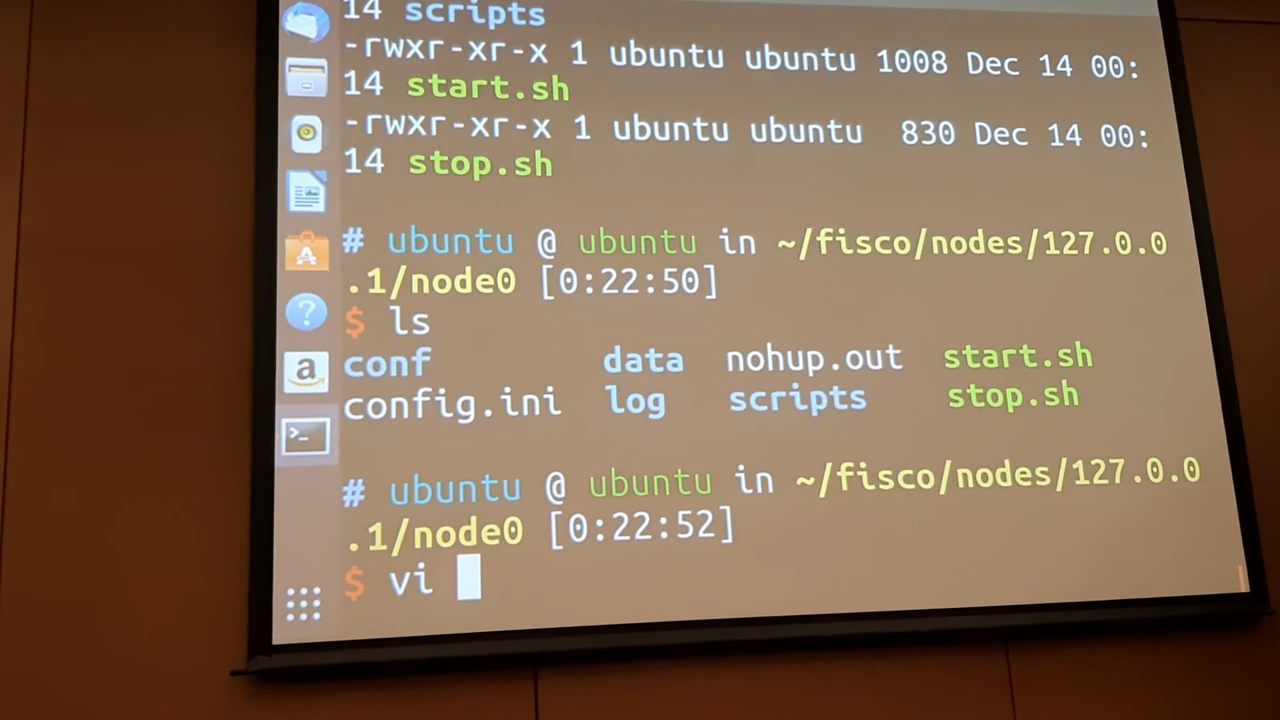 14 scripts
-rwxr-xr-x 1 ubuntu ubuntu 1008 Dec 14 00:
14 start.sh
-rwxr-xr-x 1 ubuntu ubuntu  830 Dec 14 00:
14 stop.sh
# ubuntu @ ubuntu in ~/fisco/nodes/127.0.0
.1/node0 [0:22:50]
$ ls
conf data nohup.out start.sh
config.ini log scripts stop.sh
# ubuntu @ ubuntu in ~/fisco/nodes/127.0.0
.1/node0 [0:22:52]
$ vi